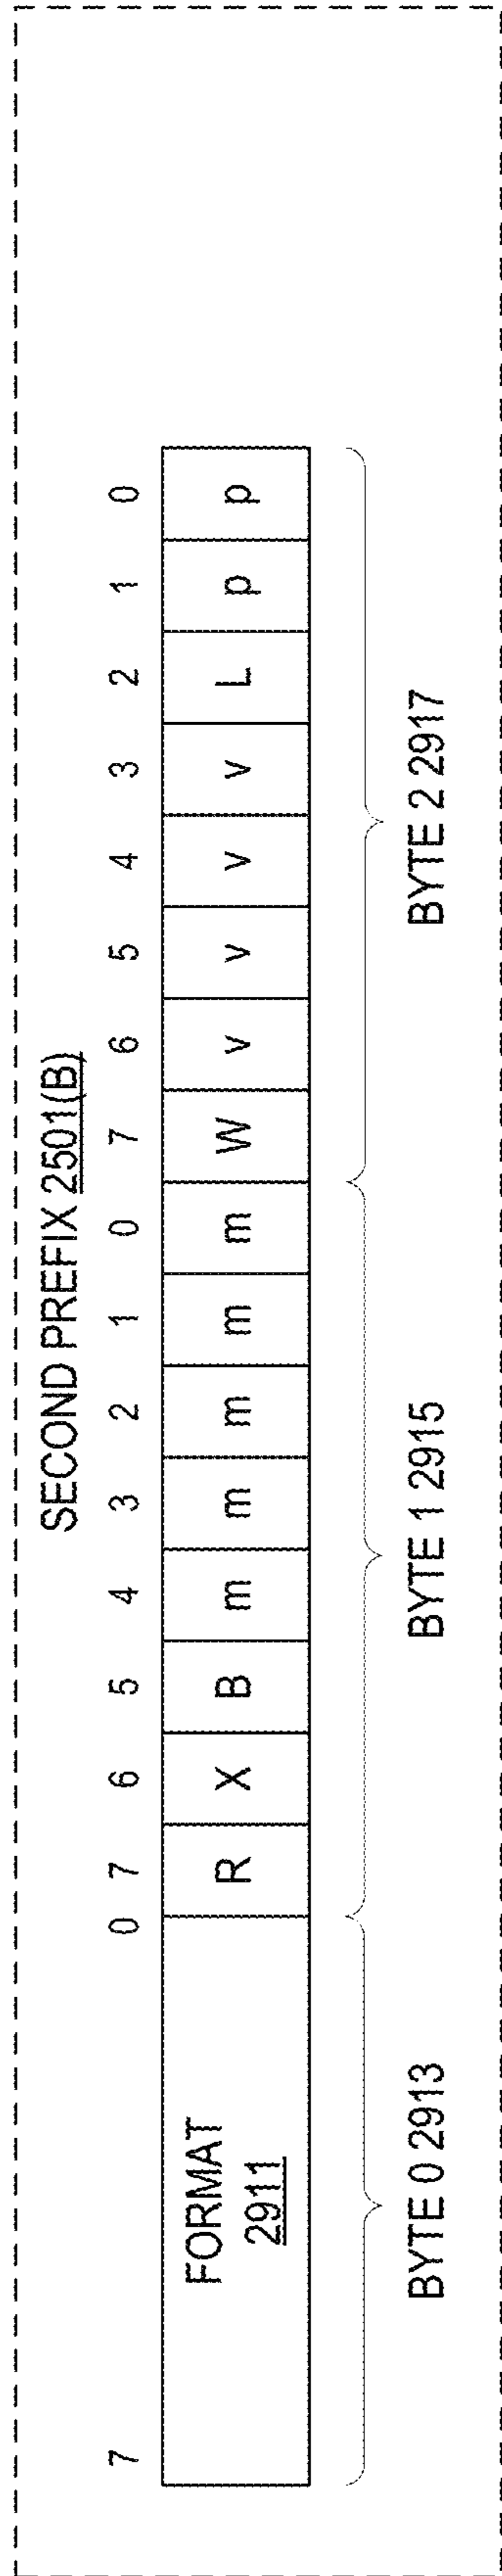 SECOND PREFIX 2501(B)
7 0 7 6 5 4 3 2 1 0 7 6 5 4 3 2 1 0
FORMAT R X B m m m m m W v v v v L p p
2911
BYTE 0 2913 BYTE 1 2915 BYTE 2 2917